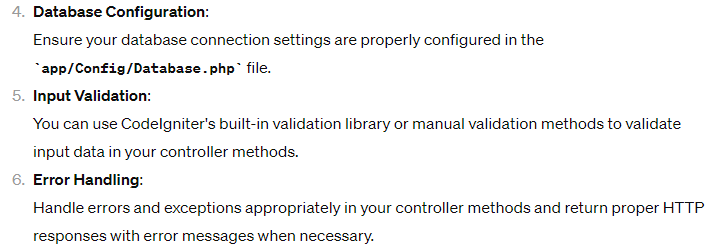 4. Database Configuration:
Ensure your database connection settings are properly configured in the
`app/Config/Database.php` file.
5. Input Validation:
You can use CodeIgniter's built-in validation library or manual validation methods to validate
input data in your controller methods.
6. Error Handling:
Handle errors and exceptions appropriately in your controller methods and return proper HTTP
responses with error messages when necessary.